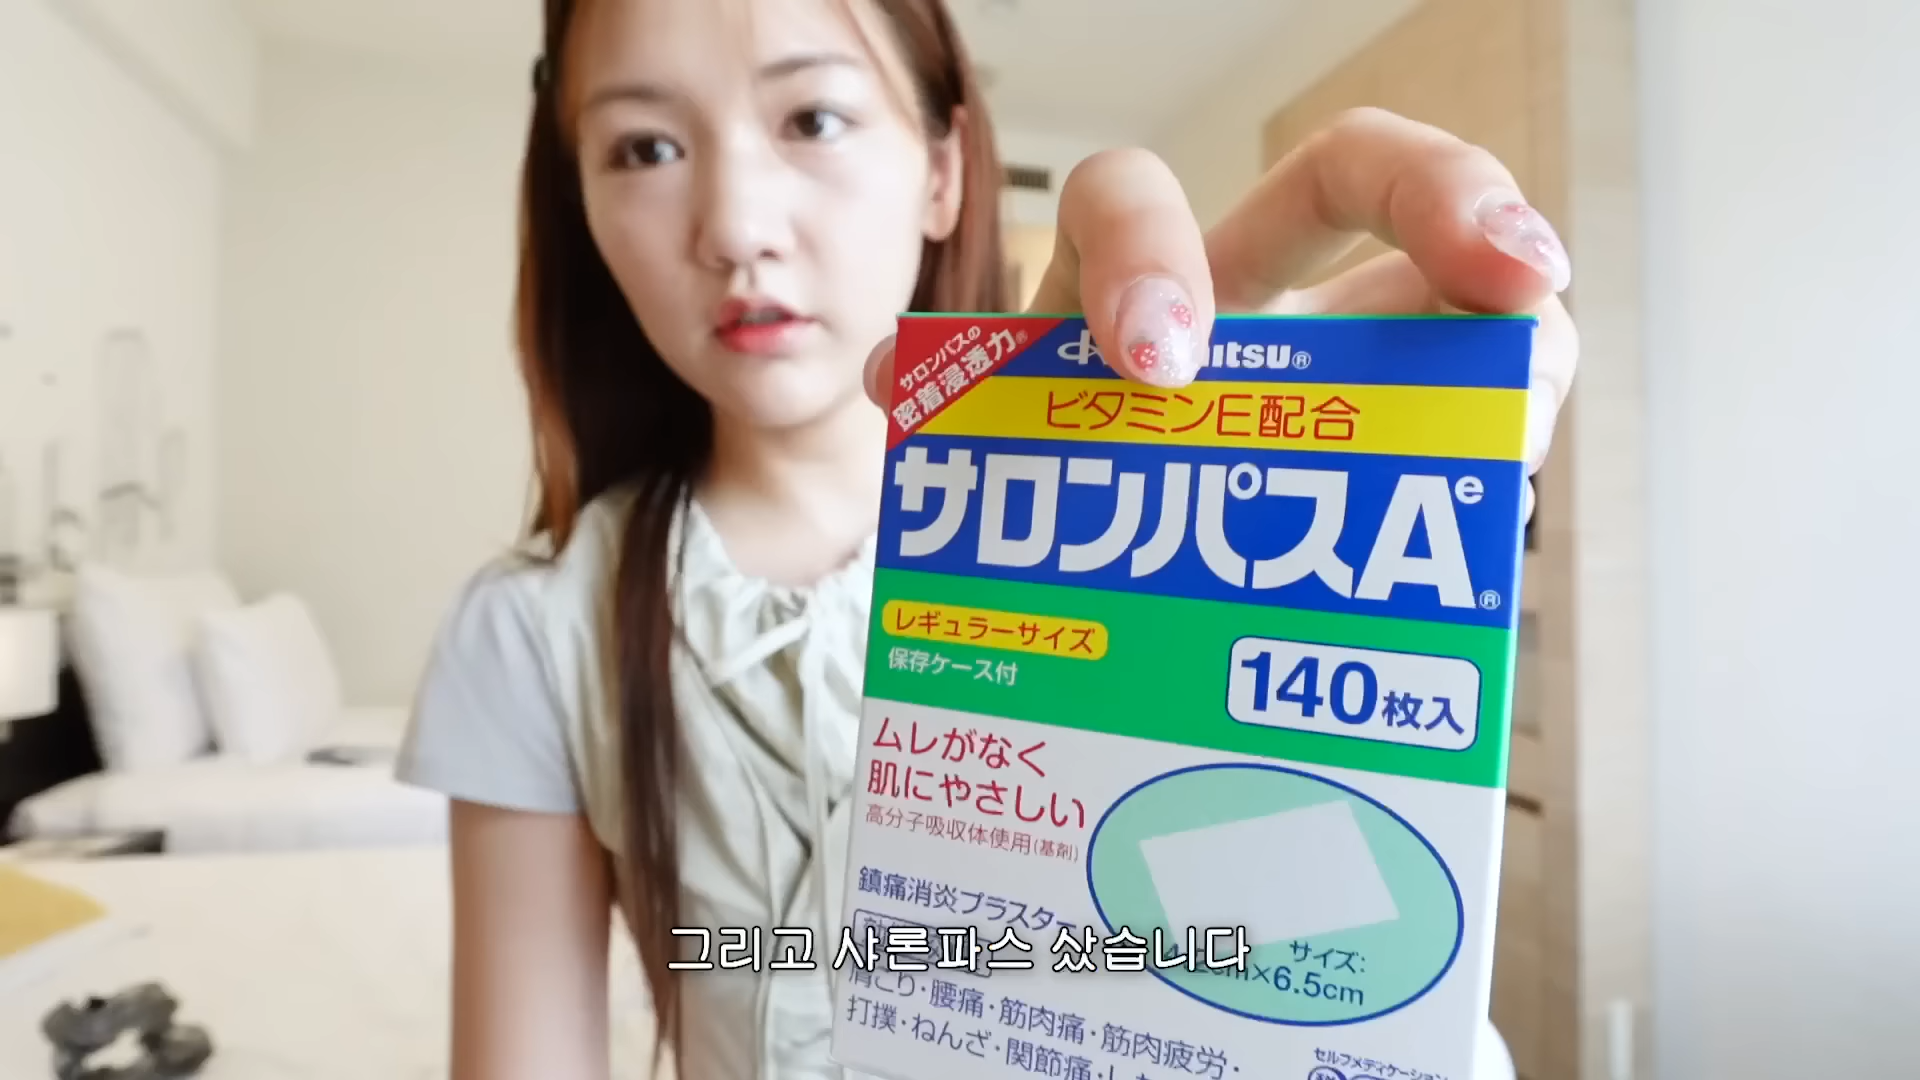 サロンパスの
密着浸透力®
ビタミンE配合
サロンパスAe®
レギュラーサイズ
保存ケース付
140枚入
ムレがなく
肌にやさしい
高分子吸収体使用(基剤)
鎮痛消炎プラスター
サイズ:
×6.5cm
그리고 샤론파스 샀습니다
肩こり・腰痛・筋肉痛・筋肉疲労・
打撲・ねんざ・関節痛・
セルフメディケーション